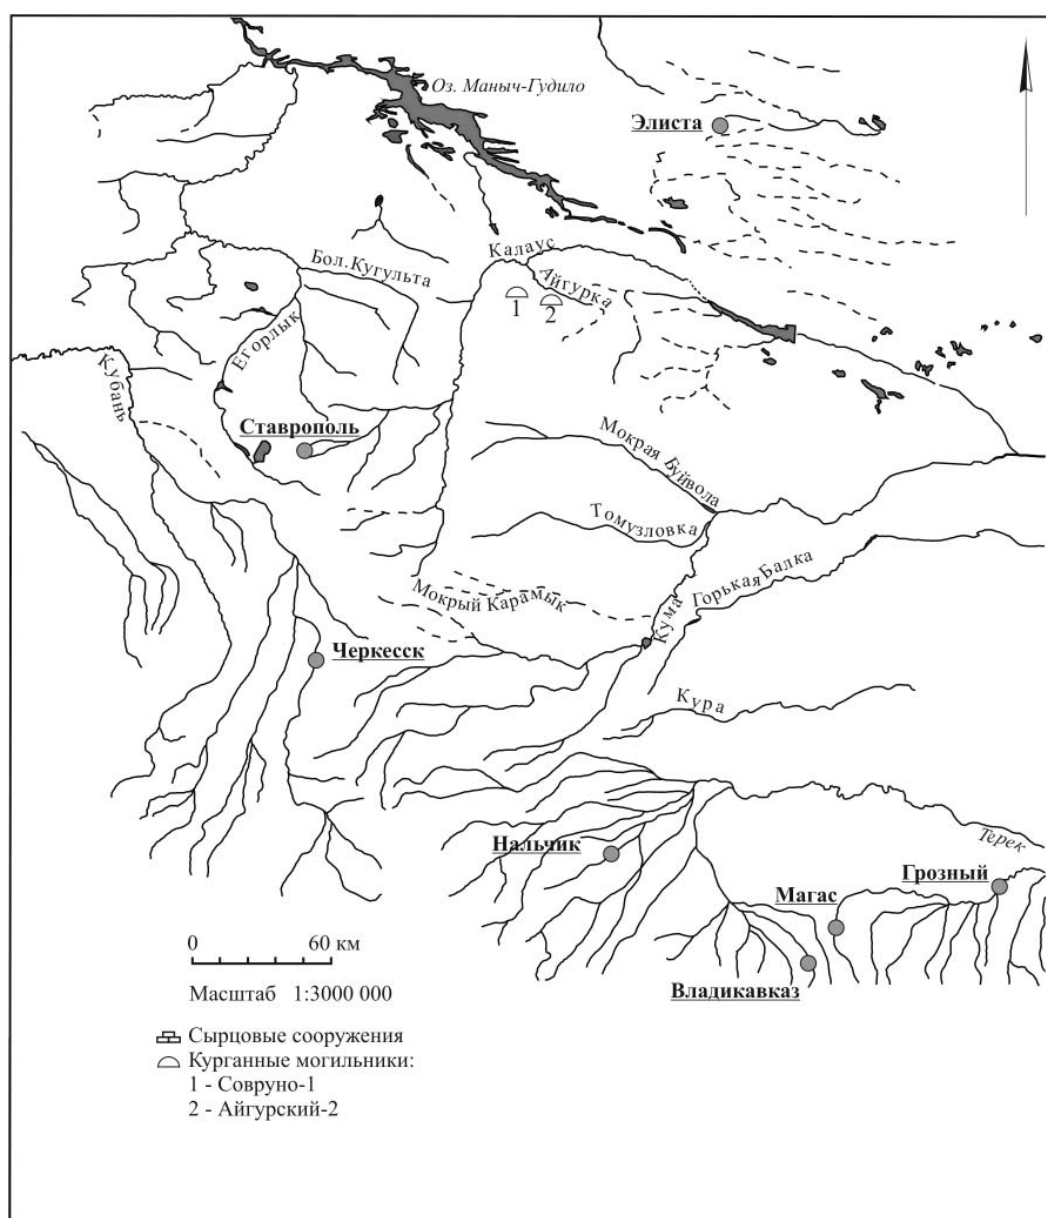 Оз. Маныч-Гудило
Элиста
Калаус
Бол.Кугульта
Айгурка
1
2
Егорлык
Кубань
Ставрополь
Мокрая Буйвола
Томузловка
Горькая Балка
Мокрый Карамык
Кума
Черкесск
Кура
Терек
Нальчик
Грозный
Магас
Владикавказ
0 60 км
Масштаб 1:3000 000
Сырцовые сооружения
Курганные могильники:
1 - Совруно-1
2 - Айгурский-2